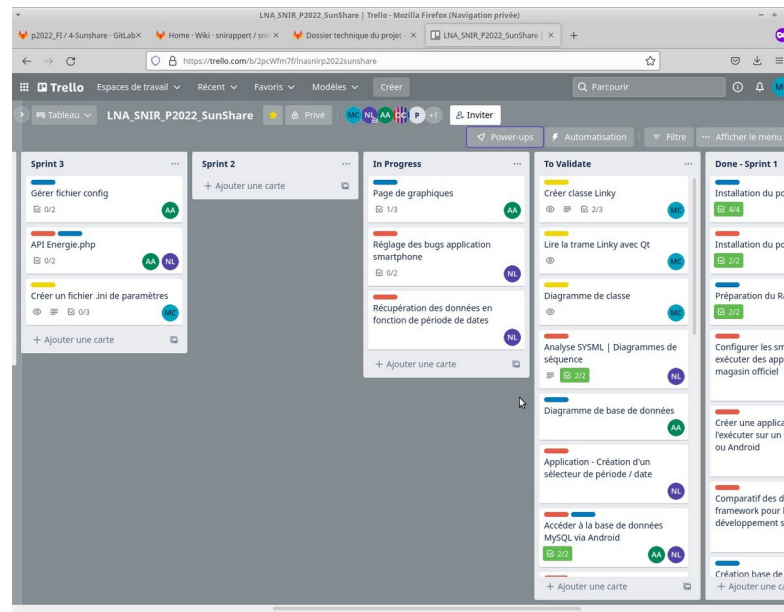 LNA_SNIR_P2022_SunShare | Trello - Mozilla Firefox (Navigation privée)
p2022_FI / 4-Sunshare · GitLab
Home · Wiki · snirappert / sni
Dossier technique du projet ·
LNA_SNIR_P2022_SunShare |
https://trello.com/b/2pcWfm7f/lnasnirp2022sunshare
Trello
Espaces de travail
Récent
Favoris
Modèles
Créer
Parcourir
Tableau
LNA_SNIR_P2022_SunShare
Privé
MC
NL
AA
P
+1
Inviter
Power-ups
Automatisation
Filtre
Afficher le menu
Sprint 3
Gérer fichier config
0/2
AA
API Energie.php
0/2
AA
NL
Créer un fichier .ini de paramètres
0/3
MC
+ Ajouter une carte
Sprint 2
+ Ajouter une carte
In Progress
Page de graphiques
1/3
AA
Réglage des bugs application
smartphone
0/2
NL
Récupération des données en
fonction de période de dates
NL
+ Ajouter une carte
To Validate
Créer classe Linky
2/3
MC
Lire la trame Linky avec Qt
MC
Diagramme de classe
MC
Analyse SYSML | Diagrammes de
séquence
2/2
NL
Diagramme de base de données
AA
Application - Création d'un
sélecteur de période / date
NL
Accéder à la base de données
MySQL via Android
2/2
AA
NL
+ Ajouter une carte
Done - Sprint 1
Installation du po
4/4
Installation du po
2/2
Préparation du R
2/2
Configurer les sm
exécuter des app
magasin officiel
Créer une applica
l'exécuter sur un
ou Android
Comparatif des d
framework pour l
développement s
Création base de
+ Ajouter une ca